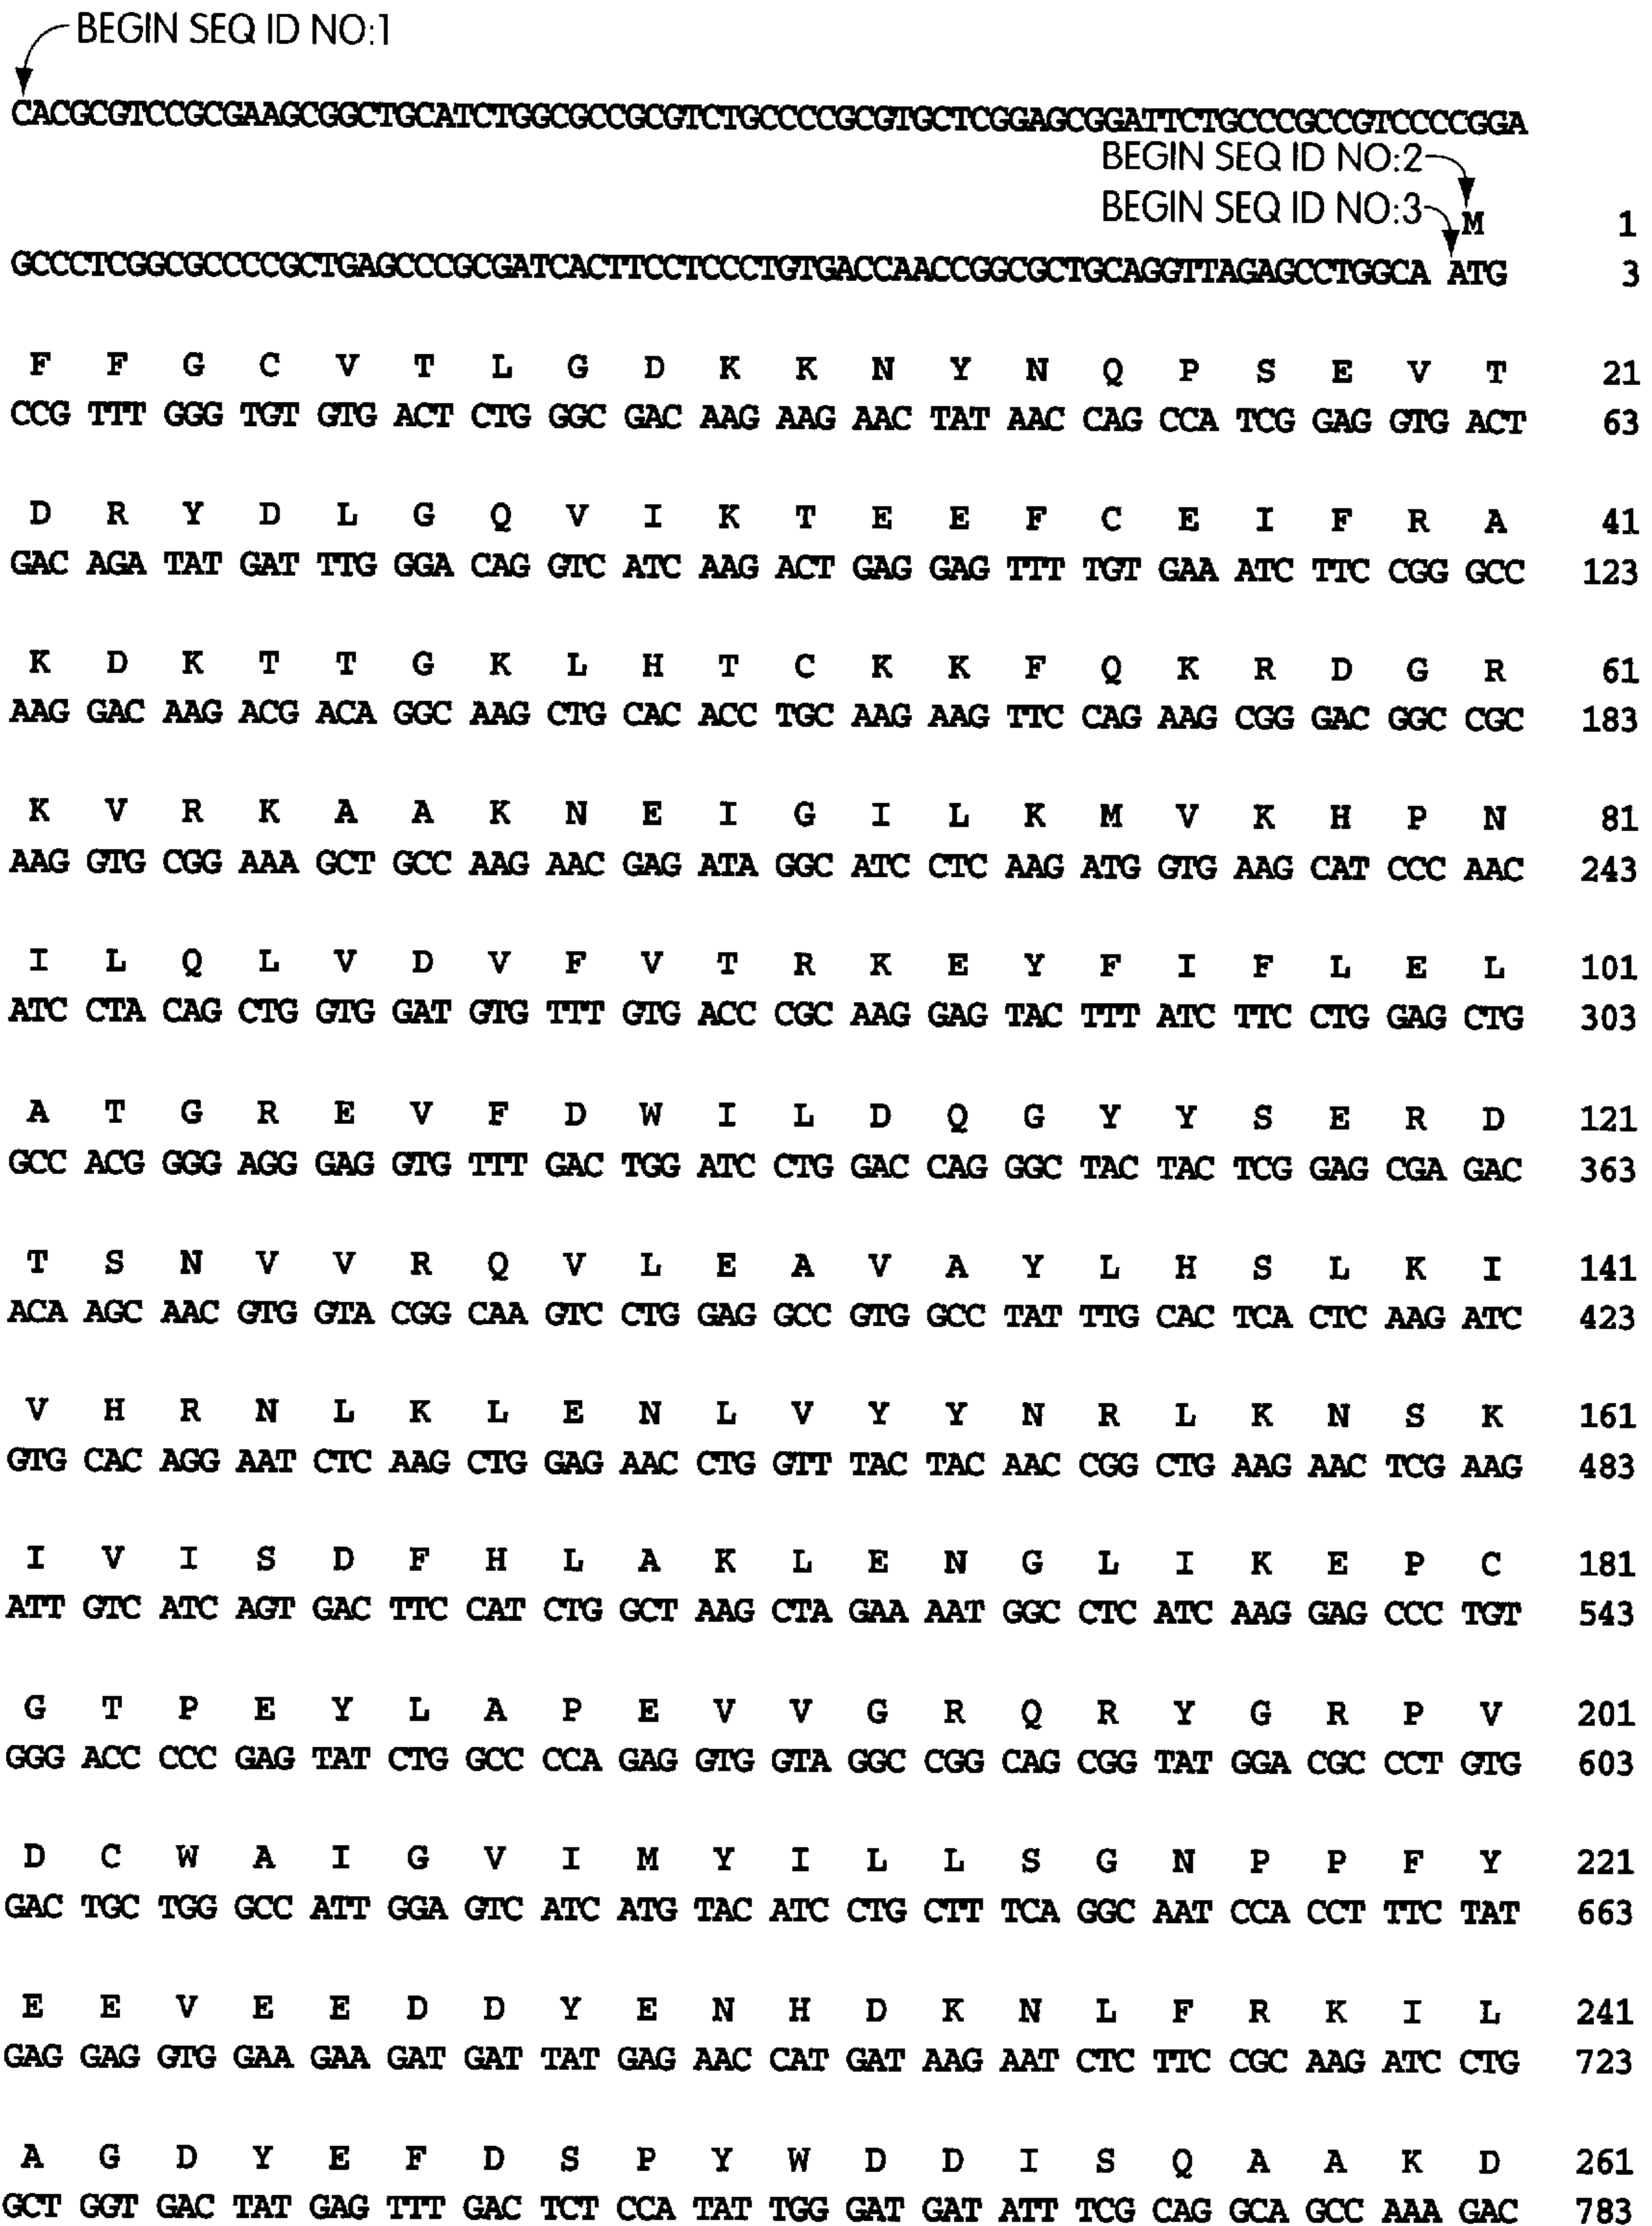 BEGIN SEQ ID NO:1
CACGCGTCCGCGAAGCGGCTGCATCTGGCGCCGCGTCTGCCCCGCGTGCTCGGAGCGGATTCTGCCCGCCGTCCCCGGA
BEGIN SEQ ID NO:2
BEGIN SEQ ID NO:3
M 1
GCCCTCGGCGCCCCGCTGAGCCCGCGATCACTTCCTCCCTGTGACCAACCGGCGCTGCAGGTTAGAGCCTGGCA ATG 3
F F G C V T L G D K K N Y N Q P S E V T 21
CCG TTT GGG TGT GTG ACT CTG GGC GAC AAG AAG AAC TAT AAC CAG CCA TCG GAG GTG ACT 63
D R Y D L G Q V I K T E E F C E I F R A 41
GAC AGA TAT GAT TTG GGA CAG GTC ATC AAG ACT GAG GAG TTT TGT GAA ATC TTC CGG GCC 123
K D K T T G K L H T C K K F Q K R D G R 61
AAG GAC AAG ACG ACA GGC AAG CTG CAC ACC TGC AAG AAG TTC CAG AAG CGG GAC GGC CGC 183
K V R K A A K N E I G I L K M V K H P N 81
AAG GTG CGG AAA GCT GCC AAG AAC GAG ATA GGC ATC CTC AAG ATG GTG AAG CAT CCC AAC 243
I L Q L V D V F V T R K E Y F I F L E L 101
ATC CTA CAG CTG GTG GAT GTG TTT GTG ACC CGC AAG GAG TAC TTT ATC TTC CTG GAG CTG 303
A T G R E V F D W I L D Q G Y Y S E R D 121
GCC ACG GGG AGG GAG GTG TTT GAC TGG ATC CTG GAC CAG GGC TAC TAC TCG GAG CGA GAC 363
T S N V V R Q V L E A V A Y L H S L K I 141
ACA AGC AAC GTG GTA CGG CAA GTC CTG GAG GCC GTG GCC TAT TTG CAC TCA CTC AAG ATC 423
V H R N L K L E N L V Y Y N R L K N S K 161
GTG CAC AGG AAT CTC AAG CTG GAG AAC CTG GTT TAC TAC AAC CGG CTG AAG AAC TCG AAG 483
I V I S D F H L A K L E N G L I K E P C 181
ATT GTC ATC AGT GAC TTC CAT CTG GCT AAG CTA GAA AAT GGC CTC ATC AAG GAG CCC TGT 543
G T P E Y L A P E V V G R Q R Y G R P V 201
GGG ACC CCC GAG TAT CTG GCC CCA GAG GTG GTA GGC CGG CAG CGG TAT GGA CGC CCT GTG 603
D C W A I G V I M Y I L L S G N P P F Y 221
GAC TGC TGG GCC ATT GGA GTC ATC ATG TAC ATC CTG CTT TCA GGC AAT CCA CCT TTC TAT 663
E E V E E D D Y E N H D K N L F R K I L 241
GAG GAG GTG GAA GAA GAT GAT TAT GAG AAC CAT GAT AAG AAT CTC TTC CGC AAG ATC CTG 723
A G D Y E F D S P Y W D D I S Q A A K D 261
GCT GGT GAC TAT GAG TTT GAC TCT CCA TAT TGG GAT GAT ATT TCG CAG GCA GCC AAA GAC 783